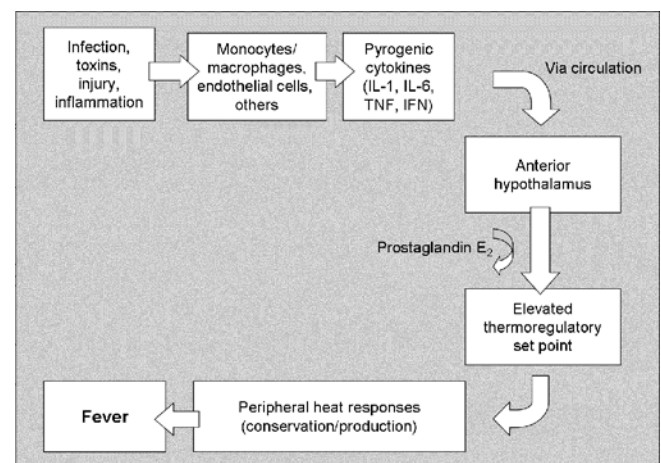 Infection,
toxins,
injury,
inflammation
Monocytes/
macrophages,
endothelial cells,
others
Pyrogenic
cytokines
(IL-1, IL-6,
TNF, IFN)
Via circulation
Anterior
hypothalamus
Prostaglandin E₂
Elevated
thermoregulatory
set point
Peripheral heat responses
(conservation/production)
Fever